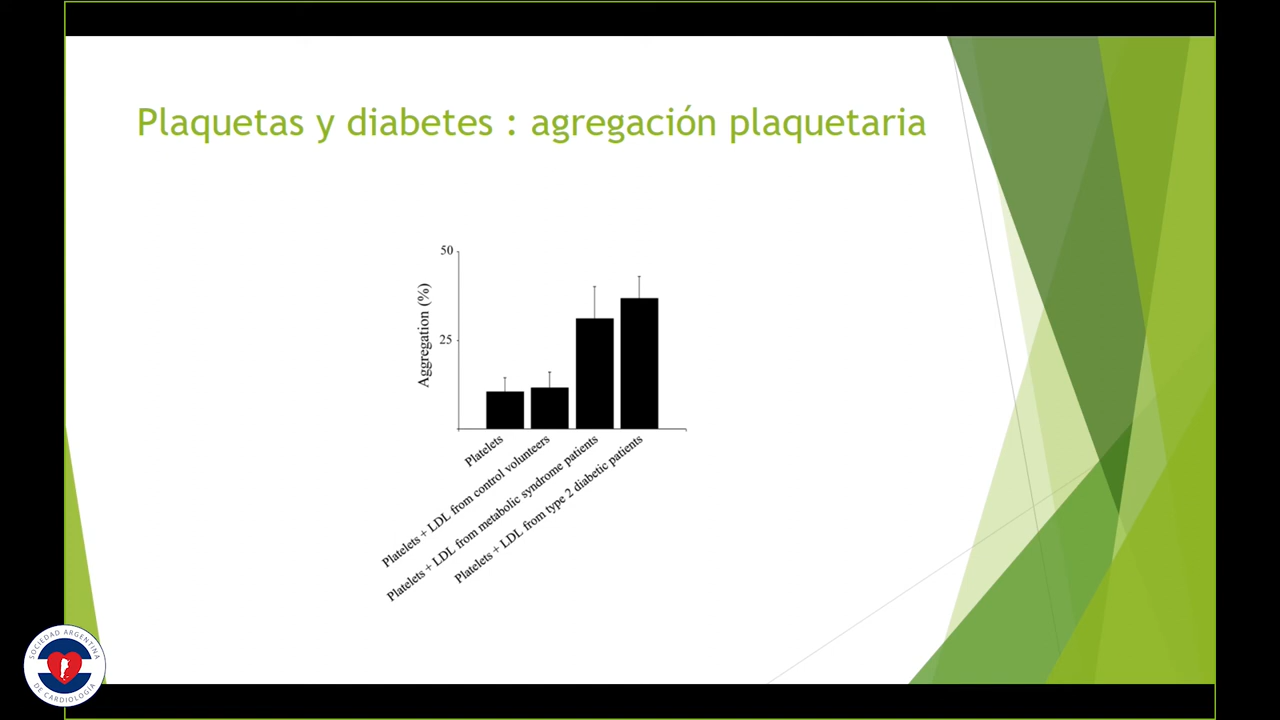 Plaquetas y diabetes : agregación plaquetaria
50
25
Aggregation (%)
Platelets
Platelets + LDL from control volunteers
Platelets + LDL from metabolic syndrome patients
Platelets + LDL from type 2 diabetic patients
SOCIEDAD ARGENTINA
DE CARDIOLOGÍA